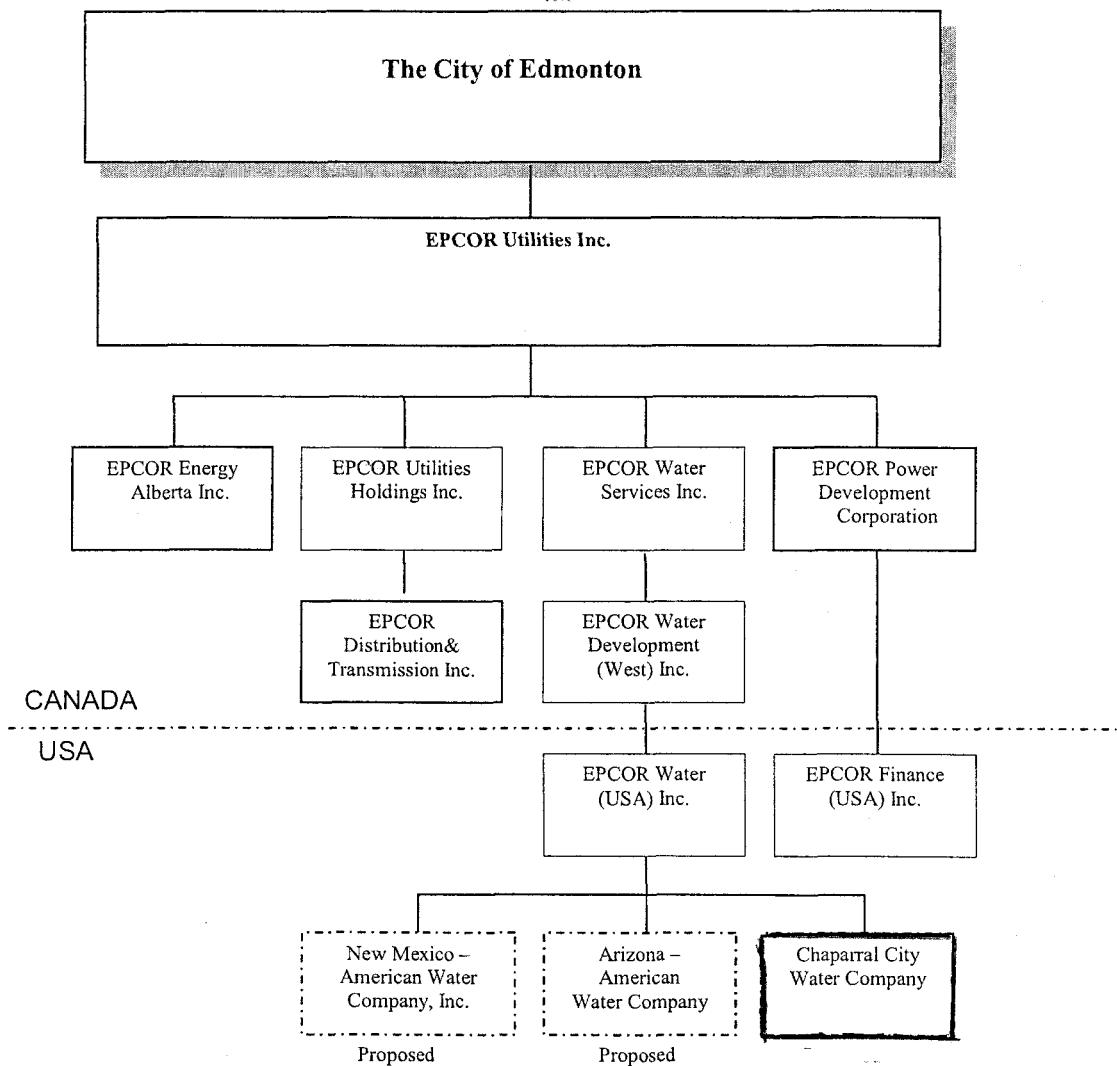 The City of Edmonton
EPCOR Utilities Inc.
EPCOR Energy
Alberta Inc.
EPCOR Utilities
Holdings Inc.
EPCOR Water
Services Inc.
EPCOR Power
Development
Corporation
EPCOR
Distribution&
Transmission Inc.
EPCOR Water
Development
(West) Inc.
CANADA
USA
EPCOR Water
(USA) Inc.
EPCOR Finance
(USA) Inc.
New Mexico –
American Water
Company, Inc.
Arizona –
American
Water Company
Chaparral City
Water Company
Proposed
Proposed